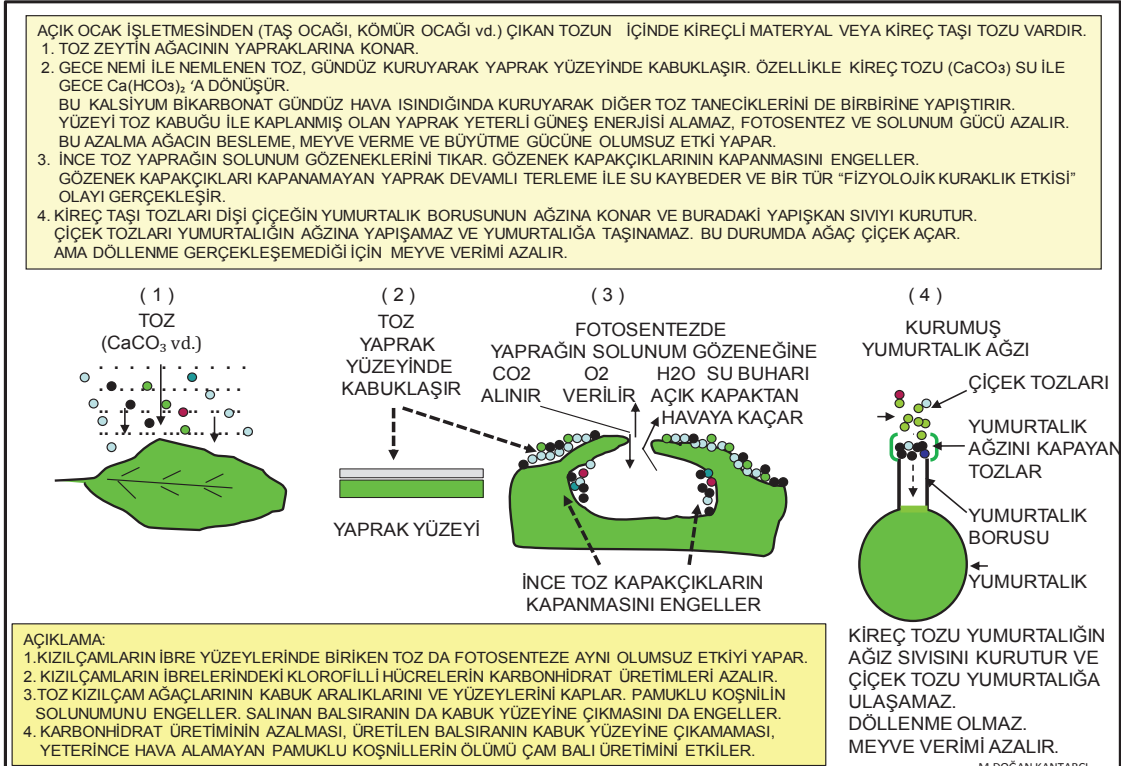 AÇIK OCAK İŞLETMESİNDEN (TAŞ OCAĞI, KÖMÜR OCAĞI vd.) ÇIKAN TOZUN İÇİNDE KİREÇLİ MATERYAL VEYA KİREÇ TAŞI TOZU VARDIR.
1. TOZ ZEYTİN AĞACININ YAPRAKLARINA KONAR.
2. GECE NEMİ İLE NEMLENEN TOZ, GÜNDÜZ KURUYARAK YAPRAK YÜZEYİNDE KABUKLAŞIR. ÖZELLİKLE KİREÇ TOZU (CaCO₃) SU İLE
GECE Ca(HCO₃)₂ ‘A DÖNÜŞÜR.
BU KALSİYUM BİKARBONAT GÜNDÜZ HAVA ISINDIĞINDA KURUYARAK DİĞER TOZ TANECİKLERİNİ DE BİRBİRİNE YAPIŞTIRIR.
YÜZEYİ TOZ KABUĞU İLE KAPLANMIŞ OLAN YAPRAK YETERLİ GÜNEŞ ENERJİSİ ALAMAZ, FOTOSENTEZ VE SOLUNUM GÜCÜ AZALIR.
BU AZALMA AĞACIN BESLEME, MEYVE VERME VE BÜYÜTME GÜCÜNE OLUMSUZ ETKİ YAPAR.
3. İNCE TOZ YAPRAĞIN SOLUNUM GÖZENEKLERİNİ TIKAR. GÖZENEK KAPAKÇIKLARININ KAPANMASINI ENGELLER.
GÖZENEK KAPAKÇIKLARI KAPANAMAYAN YAPRAK DEVAMLI TERLEME İLE SU KAYBEDER VE BİR TÜR “FİZYOLOJİK KURAKLIK ETKİSİ”
OLAYI GERÇEKLEŞİR.
4. KİREÇ TAŞI TOZLARI DİŞİ ÇİÇEĞİN YUMURTALIK BORUSUNUN AĞZINA KONAR VE BURADAKİ YAPIŞKAN SIVIYI KURUTUR.
ÇİÇEK TOZLARI YUMURTALIĞIN AĞZINA YAPIŞAMAZ VE YUMURTALIĞA TAŞINAMAZ. BU DURUMDA AĞAÇ ÇİÇEK AÇAR.
AMA DÖLLENME GERÇEKLEŞEMEDİĞİ İÇİN MEYVE VERİMİ AZALIR.
( 1 )
TOZ
(CaCO₃ vd.)
( 2 )
TOZ
YAPRAK
YÜZEYİNDE
KABUKLAŞIR
YAPRAK YÜZEYİ
( 3 )
FOTOSENTEZDE
YAPRAĞIN SOLUNUM GÖZENEĞİNE
CO2 O2 H2O SU BUHARI
ALINIR VERİLİR AÇIK KAPAKTAN
HAVAYA KAÇAR
İNCE TOZ KAPAKÇIKLARIN
KAPANMASINI ENGELLER
( 4 )
KURUMUŞ
YUMURTALIK AĞZI
ÇİÇEK TOZLARI
YUMURTALIK
AĞZINI KAPAYAN
TOZLAR
YUMURTALIK
BORUSU
YUMURTALIK
KİREÇ TOZU YUMURTALIĞIN
AĞIZ SIVISINI KURUTUR VE
ÇİÇEK TOZU YUMURTALIĞA
ULAŞAMAZ.
DÖLLENME OLMAZ.
MEYVE VERİMİ AZALIR.
M.DOĞAN KANTARCI
AÇIKLAMA:
1.KIZILÇAMLARIN İBRE YÜZEYLERİNDE BİRİKEN TOZ DA FOTOSENTEZE AYNI OLUMSUZ ETKİYİ YAPAR.
2. KIZILÇAMLARIN İBRELERİNDEKİ KLOROFİLLİ HÜCRELERİN KARBONHİDRAT ÜRETİMLERİ AZALIR.
3.TOZ KIZILÇAM AĞAÇLARININ KABUK ARALIKLARINI VE YÜZEYLERİNİ KAPLAR. PAMUKLU KOŞNİLİN
SOLUNUMUNU ENGELLER. SALINAN BALSIRANIN DA KABUK YÜZEYİNE ÇIKMASINI DA ENGELLER.
4. KARBONHİDRAT ÜRETİMİNİN AZALMASI, ÜRETİLEN BALSIRANIN KABUK YÜZEYİNE ÇIKAMAMASI,
YETERİNCE HAVA ALAMAYAN PAMUKLU KOŞNİLLERİN ÖLÜMÜ ÇAM BALI ÜRETİMİNİ ETKİLER.